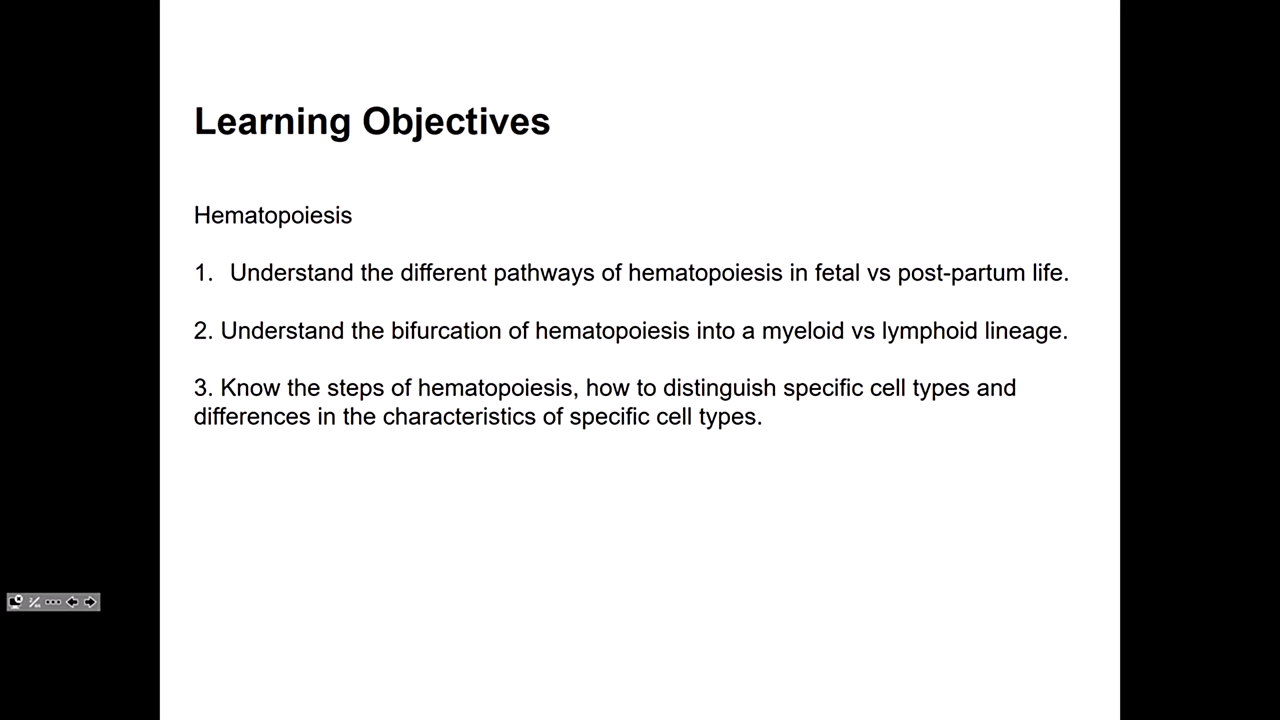 Learning Objectives
Hematopoiesis
1. Understand the different pathways of hematopoiesis in fetal vs post-partum life.
2. Understand the bifurcation of hematopoiesis into a myeloid vs lymphoid lineage.
3. Know the steps of hematopoiesis, how to distinguish specific cell types and
differences in the characteristics of specific cell types.